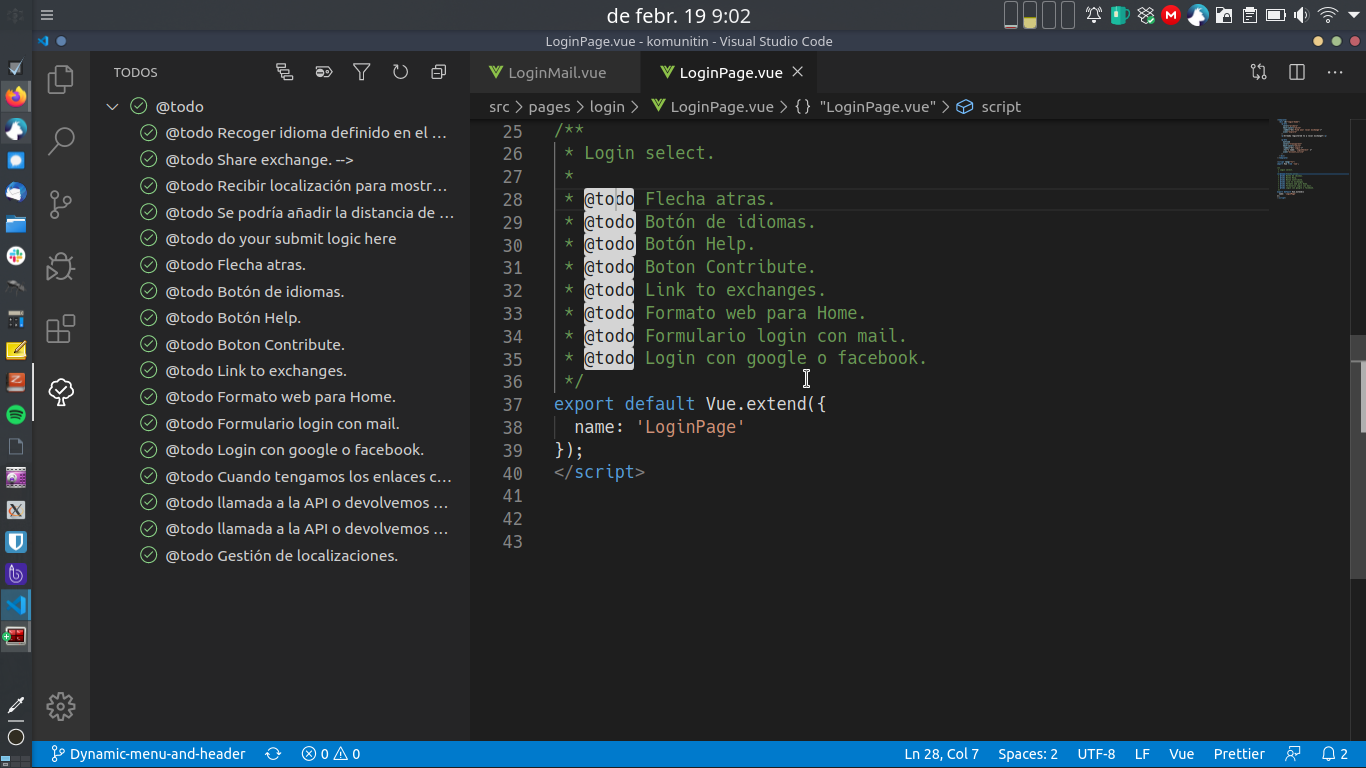 de febr. 19 9:02
LoginPage.vue - komunitin - Visual Studio Code
TODOS
@todo
@todo Recoger idioma definido en el ...
@todo Share exchange. -->
@todo Recibir localización para mostr...
@todo Se podría añadir la distancia de ...
@todo do your submit logic here
@todo Flecha atras.
@todo Botón de idiomas.
@todo Botón Help.
@todo Boton Contribute.
@todo Link to exchanges.
@todo Formato web para Home.
@todo Formulario login con mail.
@todo Login con google o facebook.
@todo Cuando tengamos los enlaces c...
@todo llamada a la API o devolvemos ...
@todo llamada a la API o devolvemos ...
@todo Gestión de localizaciones.
LoginMail.vue
LoginPage.vue
src > pages > login > LoginPage.vue > {} "LoginPage.vue" > script
25 /**
26 * Login select.
27 *
28 * @todo Flecha atras.
29 * @todo Botón de idiomas.
30 * @todo Botón Help.
31 * @todo Boton Contribute.
32 * @todo Link to exchanges.
33 * @todo Formato web para Home.
34 * @todo Formulario login con mail.
35 * @todo Login con google o facebook.
36 */
37 export default Vue.extend({
38 name: 'LoginPage'
39 });
40 </script>
41
42
43
Dynamic-menu-and-header
0
0
Ln 28, Col 7
Spaces: 2
UTF-8
LF
Vue
Prettier
2